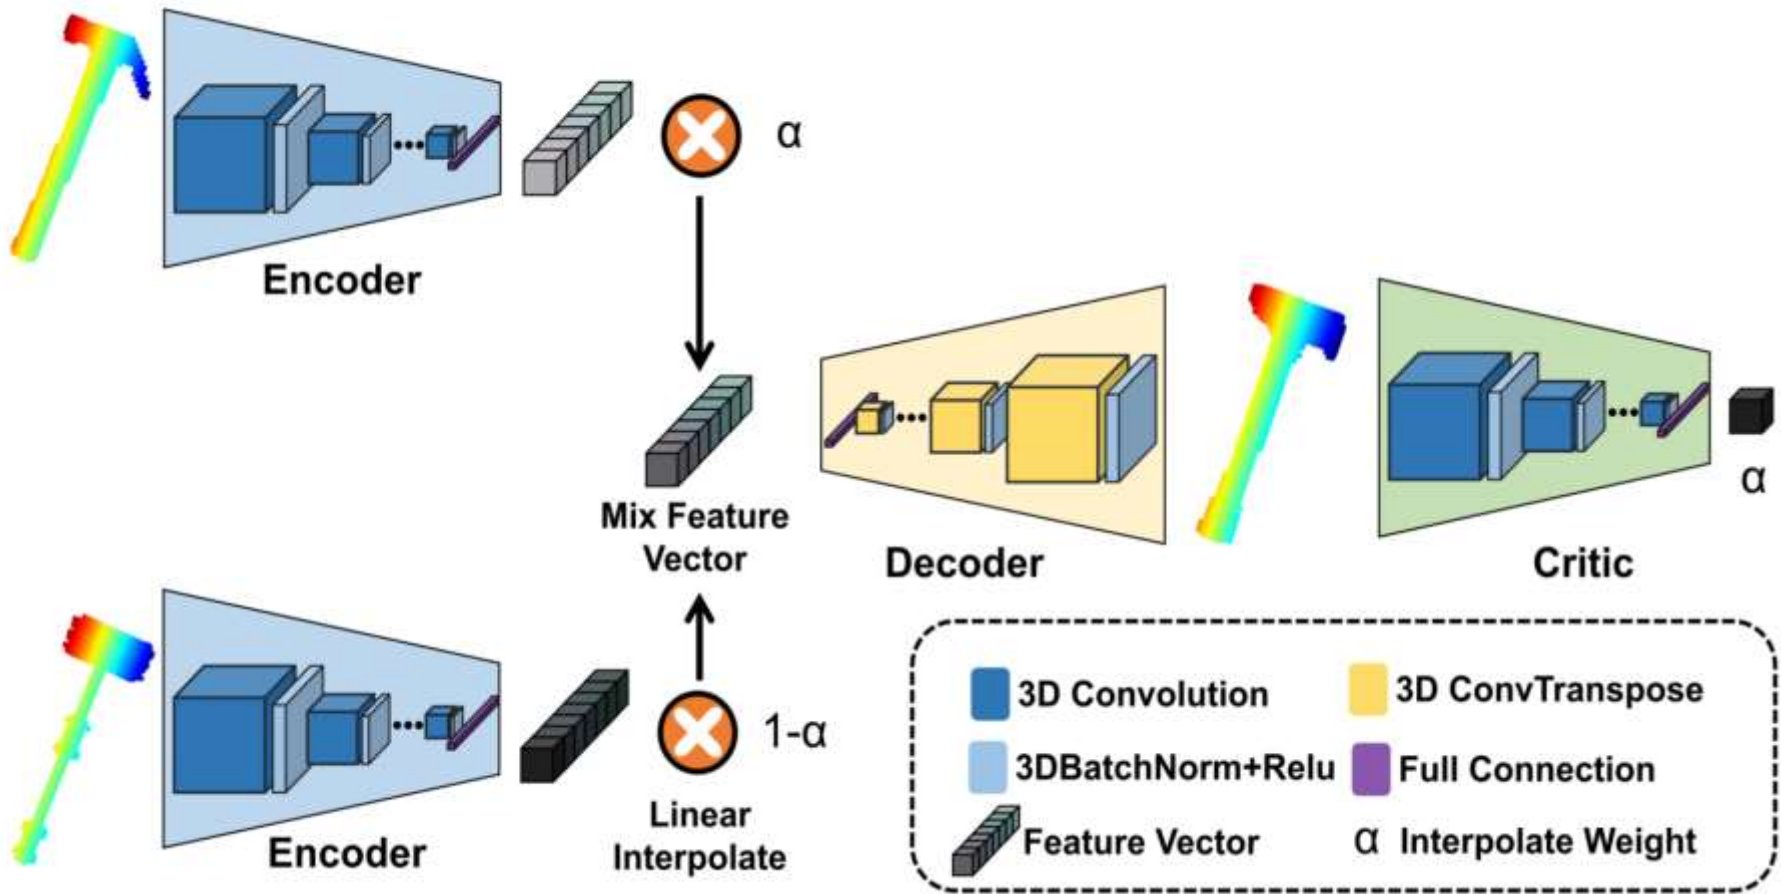 α
Encoder
Mix Feature
Vector
Decoder
α
Critic
1-α
Linear
Interpolate
Encoder
3D Convolution
3D ConvTranspose
3DBatchNorm+Relu
Full Connection
Feature Vector
α Interpolate Weight